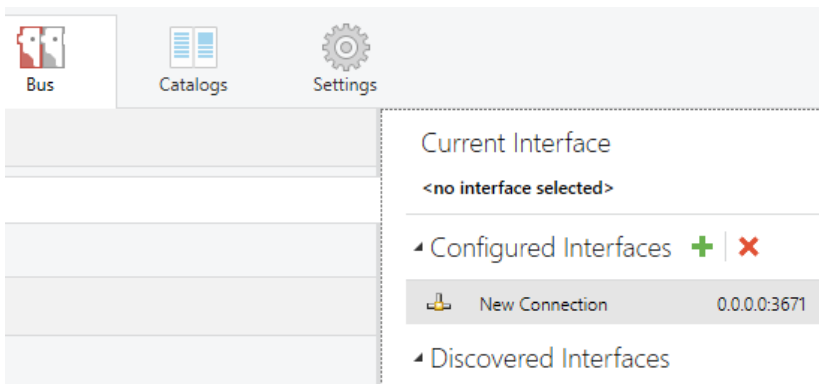 Bus
Catalogs
Settings
Current Interface
<no interface selected>
Configured Interfaces
New Connection 0.0.0.0:3671
Discovered Interfaces